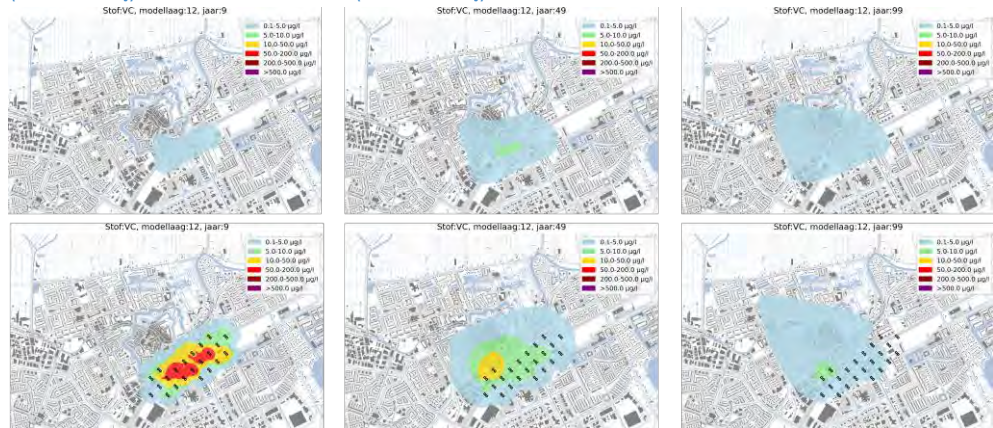 Stof:VC, modellaag:12, jaar:9
0.1-5.0 µg/l
5.0-10.0 µg/l
10.0-50.0 µg/l
50.0-200.0 µg/l
200.0-500.0 µg/l
>500.0 µg/l
Stof:VC, modellaag:12, jaar:49
0.1-5.0 µg/l
5.0-10.0 µg/l
10.0-50.0 µg/l
50.0-200.0 µg/l
200.0-500.0 µg/l
>500.0 µg/l
Stof:VC, modellaag:12, jaar:99
0.1-5.0 µg/l
5.0-10.0 µg/l
10.0-50.0 µg/l
50.0-200.0 µg/l
200.0-500.0 µg/l
>500.0 µg/l
Stof:VC, modellaag:12, jaar:9
0.1-5.0 µg/l
5.0-10.0 µg/l
10.0-50.0 µg/l
50.0-200.0 µg/l
200.0-500.0 µg/l
>500.0 µg/l
Stof:VC, modellaag:12, jaar:49
0.1-5.0 µg/l
5.0-10.0 µg/l
10.0-50.0 µg/l
50.0-200.0 µg/l
200.0-500.0 µg/l
>500.0 µg/l
Stof:VC, modellaag:12, jaar:99
0.1-5.0 µg/l
5.0-10.0 µg/l
10.0-50.0 µg/l
50.0-200.0 µg/l
200.0-500.0 µg/l
>500.0 µg/l